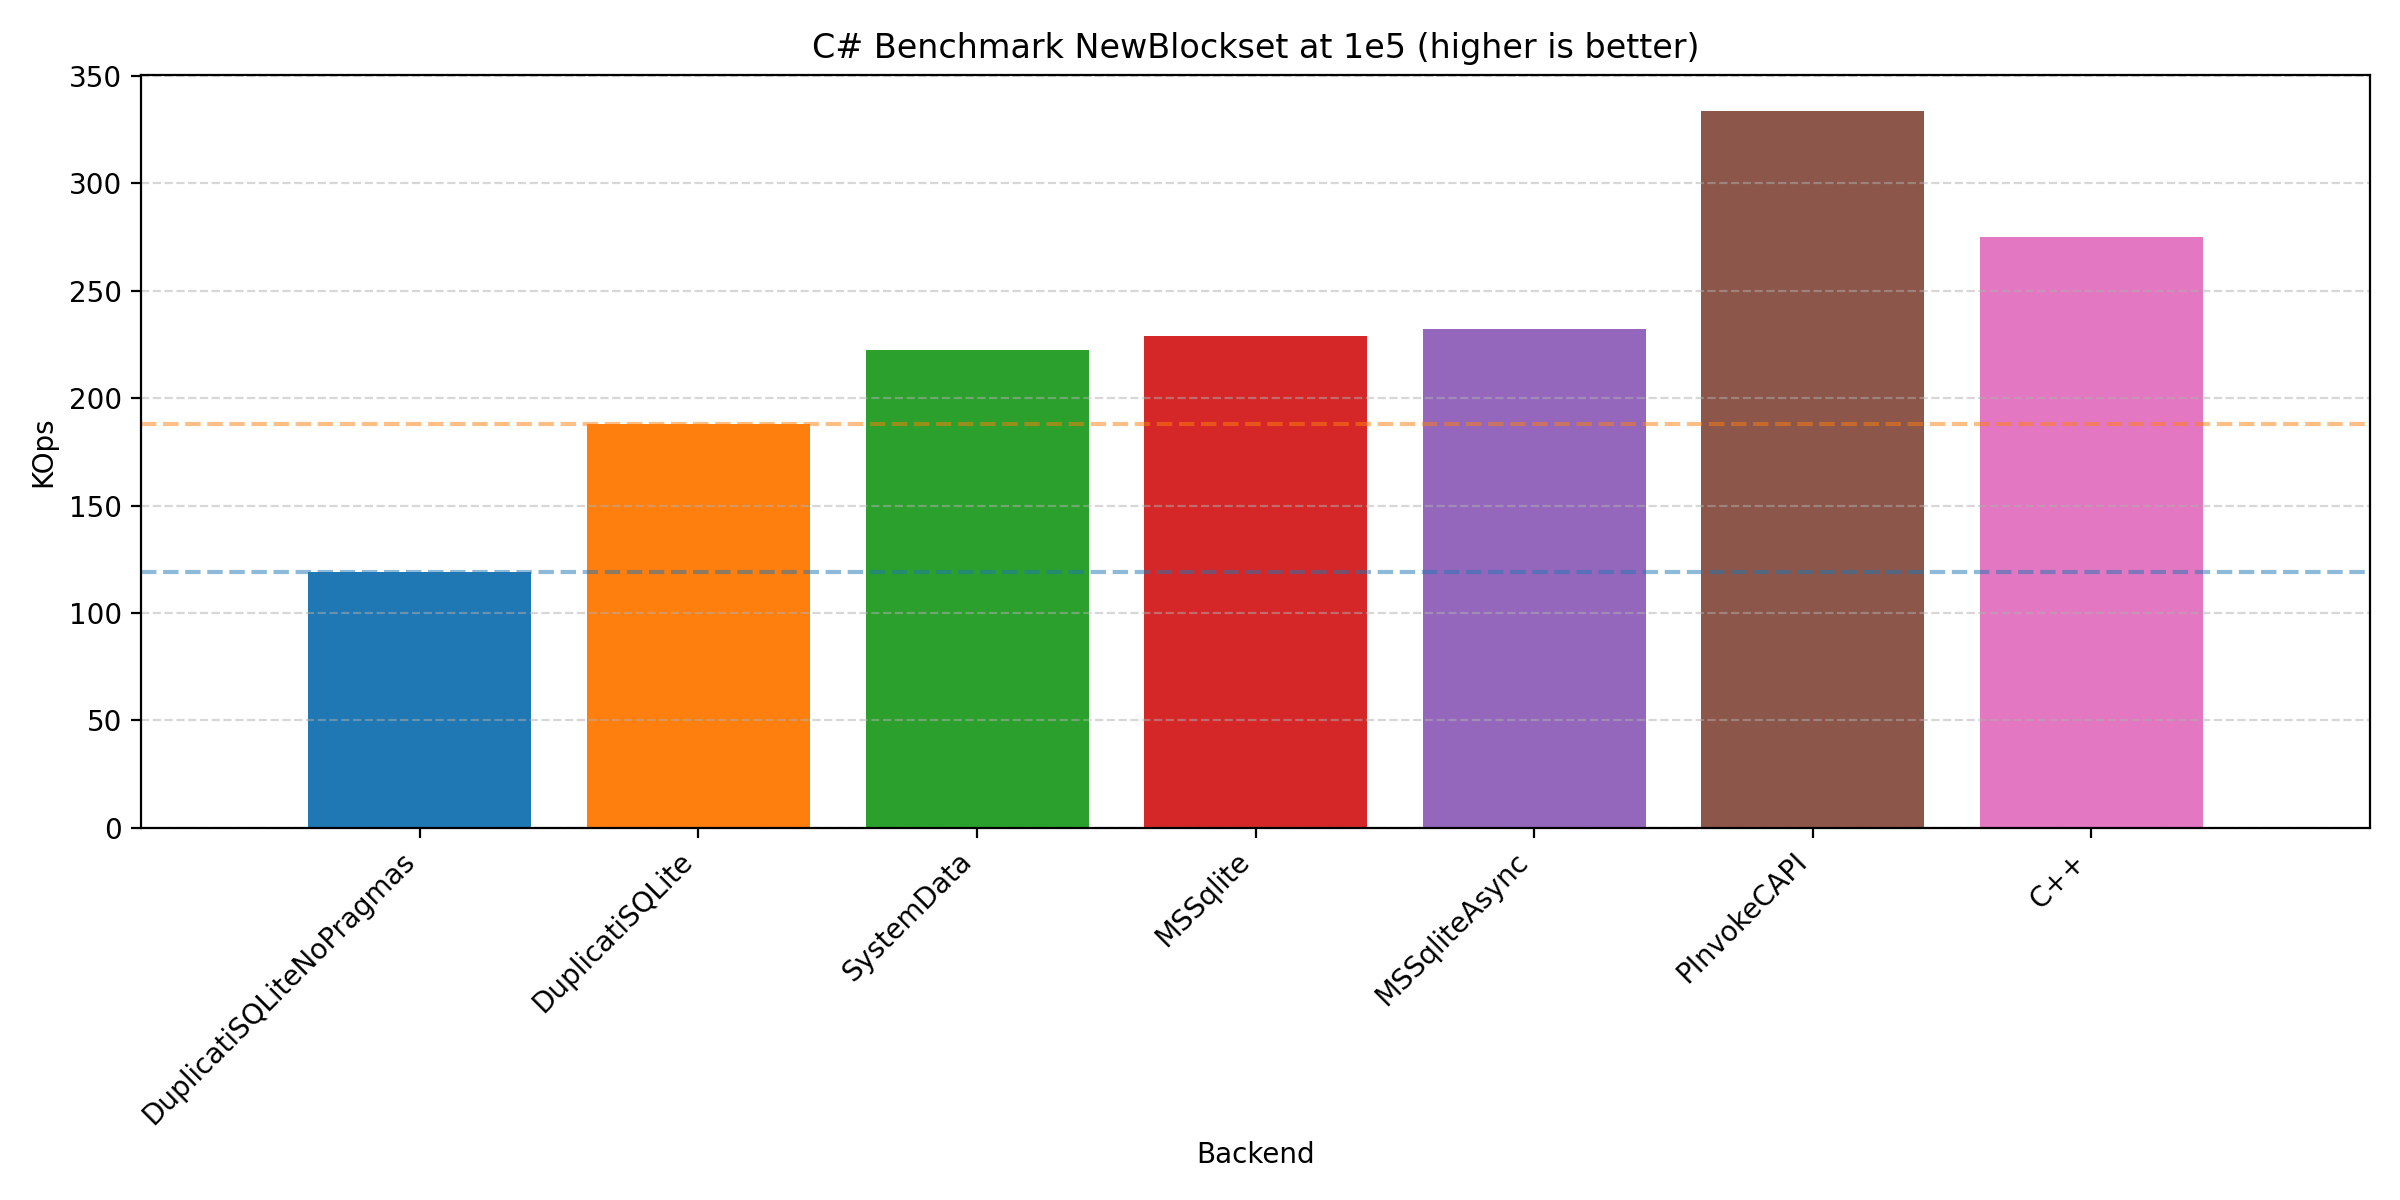 C# Benchmark NewBlockset at 1e5 (higher is better)
350
300
250
200
150
100
50
0
KOps
DuplicatiSQLiteNoPragmas
DuplicatiSQLite
SystemData
MSSqlite
MSSqliteAsync
PInvokeCAPI
C++
Backend